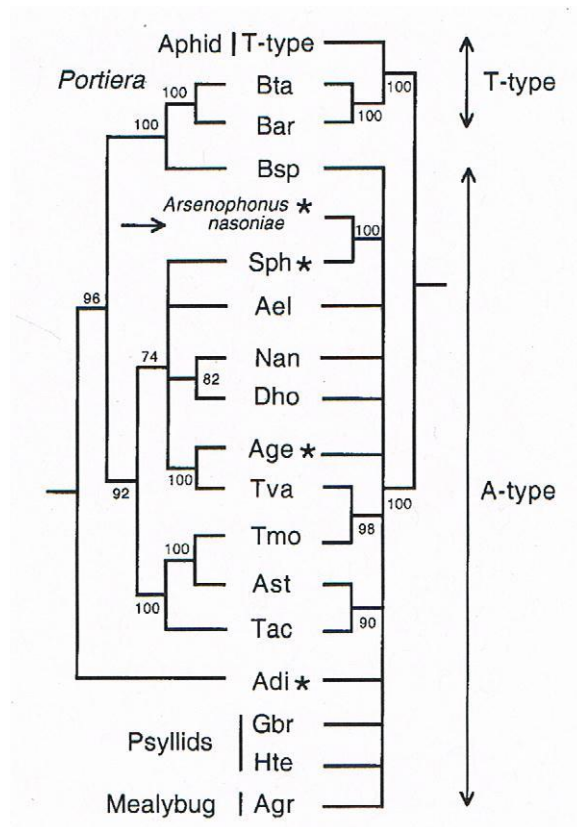 Aphid | T-type
Portiera
T-type
100
100
Bta
100
100
Bar
Bsp
Arsenophonus *
nasoniae
100
Sph *
96
Ael
74
Nan
82
Dho
Age *
100
Tva
92
100
A-type
98
Tmo
100
Ast
100
90
Tac
Adi *
Gbr
Psyllids
Hte
Mealybug | Agr